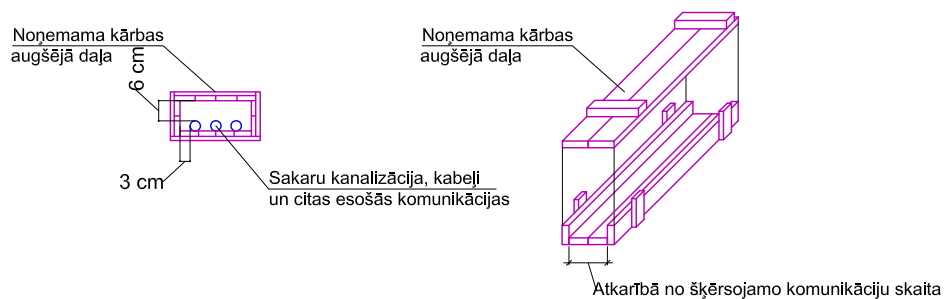 Noņemama kārbas
augšējā daļa
6 cm
3 cm
Sakaru kanalizācija, kabeļi
un citas esošās komunikācijas
Noņemama kārbas
augšējā daļa
Atkarībā no šķērsojamo komunikāciju skaita